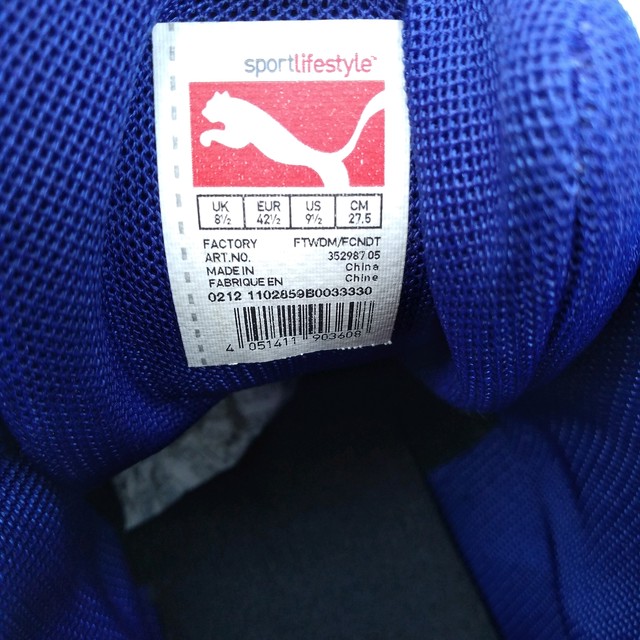 sportlifestyle™
UK EUR US CM
8½ 42½ 9½ 27.5
FACTORY FTWDM/FCNDT
ART.NO. 352987 05
MADE IN China
FABRIQUE EN Chine
0212 1102859B0033330
4 051411 903608